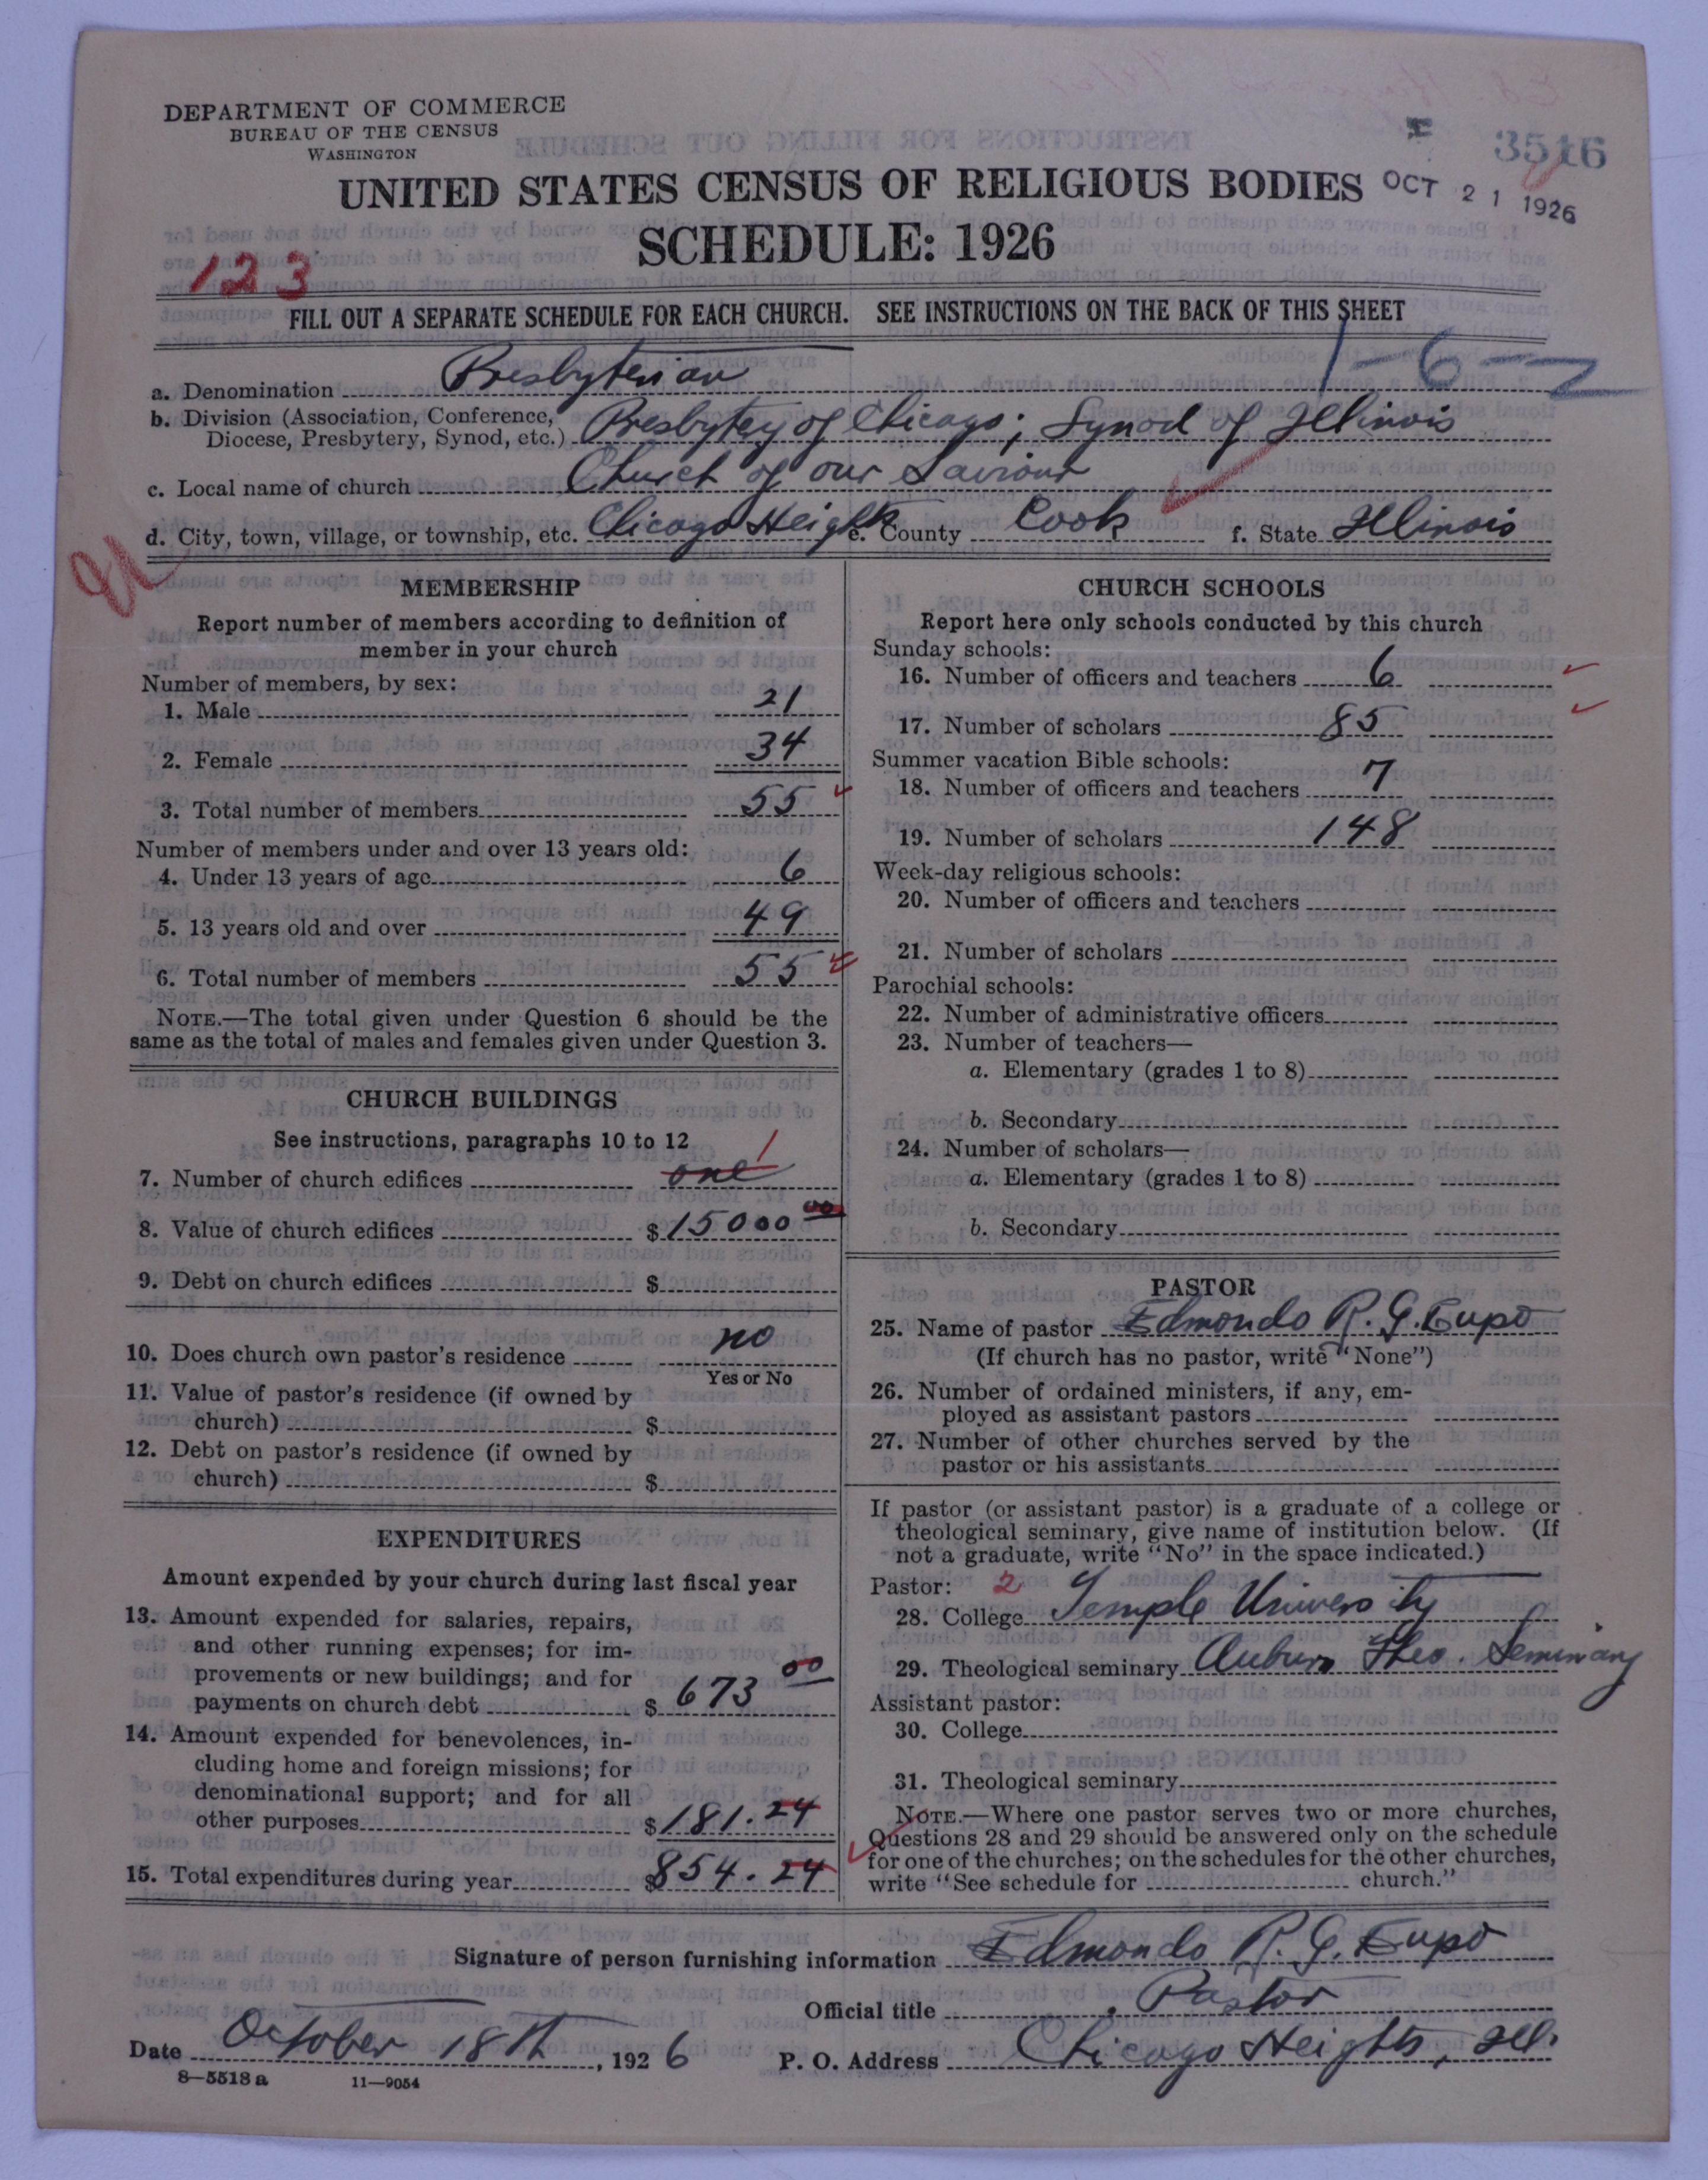 DEPARTMENT OF COMMERCE
BUREAU OF THE CENSUS
WASHINGTON
3516
UNITED STATES CENSUS OF RELIGIOUS BODIES
OCT 21 1926
SCHEDULE: 1926
123
FILL OUT A SEPARATE SCHEDULE FOR EACH CHURCH. SEE INSTRUCTIONS ON THE BACK OF THIS SHEET
1-6-2
a. Denomination Presbyterian
b. Division (Association, Conference,
Diocese, Presbytery, Synod, etc.) Presbytery of Chicago; Synod of Illinois
c. Local name of church Church of our Saviour
d. City, town, village, or township, etc. Chicago Heights e. County Cook f. State Illinois
MEMBERSHIP
Report number of members according to definition of
member in your church
Number of members, by sex:
1. Male 21
2. Female 34
3. Total number of members 55
Number of members under and over 13 years old:
4. Under 13 years of age 6
5. 13 years old and over 49
6. Total number of members 55
NOTE.—The total given under Question 6 should be the
same as the total of males and females given under Question 3.
CHURCH BUILDINGS
See instructions, paragraphs 10 to 12
7. Number of church edifices one 1
8. Value of church edifices $15000 00
9. Debt on church edifices $
10. Does church own pastor's residence no
Yes or No
11. Value of pastor's residence (if owned by
church) $
12. Debt on pastor's residence (if owned by
church) $
EXPENDITURES
Amount expended by your church during last fiscal year
13. Amount expended for salaries, repairs,
and other running expenses; for im-
provements or new buildings; and for
payments on church debt $ 673 00
14. Amount expended for benevolences, in-
cluding home and foreign missions; for
denominational support; and for all
other purposes $181.24
15. Total expenditures during year $854.24
CHURCH SCHOOLS
Report here only schools conducted by this church
Sunday schools:
16. Number of officers and teachers 6
17. Number of scholars 85
Summer vacation Bible schools:
18. Number of officers and teachers 7
19. Number of scholars 148
Week-day religious schools:
20. Number of officers and teachers
21. Number of scholars
Parochial schools:
22. Number of administrative officers
23. Number of teachers—
a. Elementary (grades 1 to 8)
b. Secondary
24. Number of scholars—
a. Elementary (grades 1 to 8)
b. Secondary
PASTOR
25. Name of pastor Edmondo R. G. Eupo
(If church has no pastor, write "None")
26. Number of ordained ministers, if any, em-
ployed as assistant pastors
27. Number of other churches served by the
pastor or his assistants
If pastor (or assistant pastor) is a graduate of a college or
theological seminary, give name of institution below. (If
not a graduate, write "No" in the space indicated.)
Pastor: 2
28. College Temple University
29. Theological seminary Auburn Theo. Seminary
Assistant pastor:
30. College
31. Theological seminary
NOTE.—Where one pastor serves two or more churches,
Questions 28 and 29 should be answered only on the schedule
for one of the churches; on the schedules for the other churches,
write "See schedule for church."
Signature of person furnishing information Edmondo R. G. Eupo
Official title Pastor
Date October 18th, 1926 P. O. Address Chicago Heights, Ill.
8—5518 a 11—9054